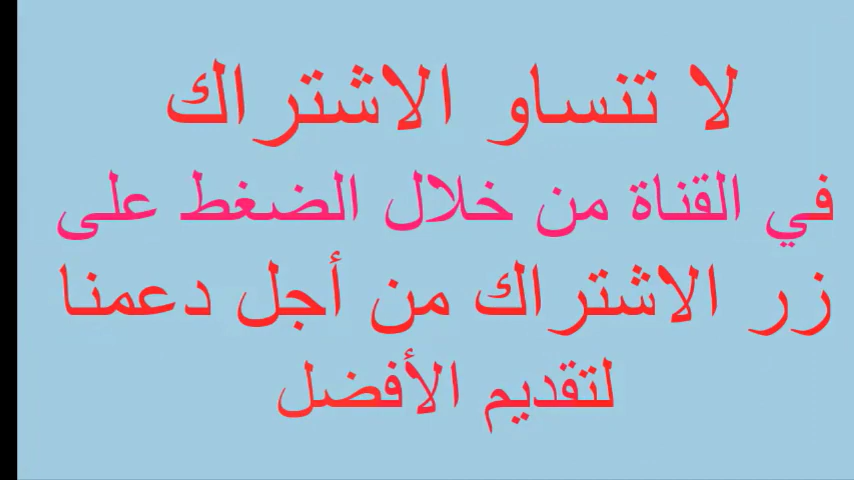 لا تنساو الاشتراك
في القناة من خلال الضغط على
زر الاشتراك من أجل دعمنا
لتقديم الأفضل